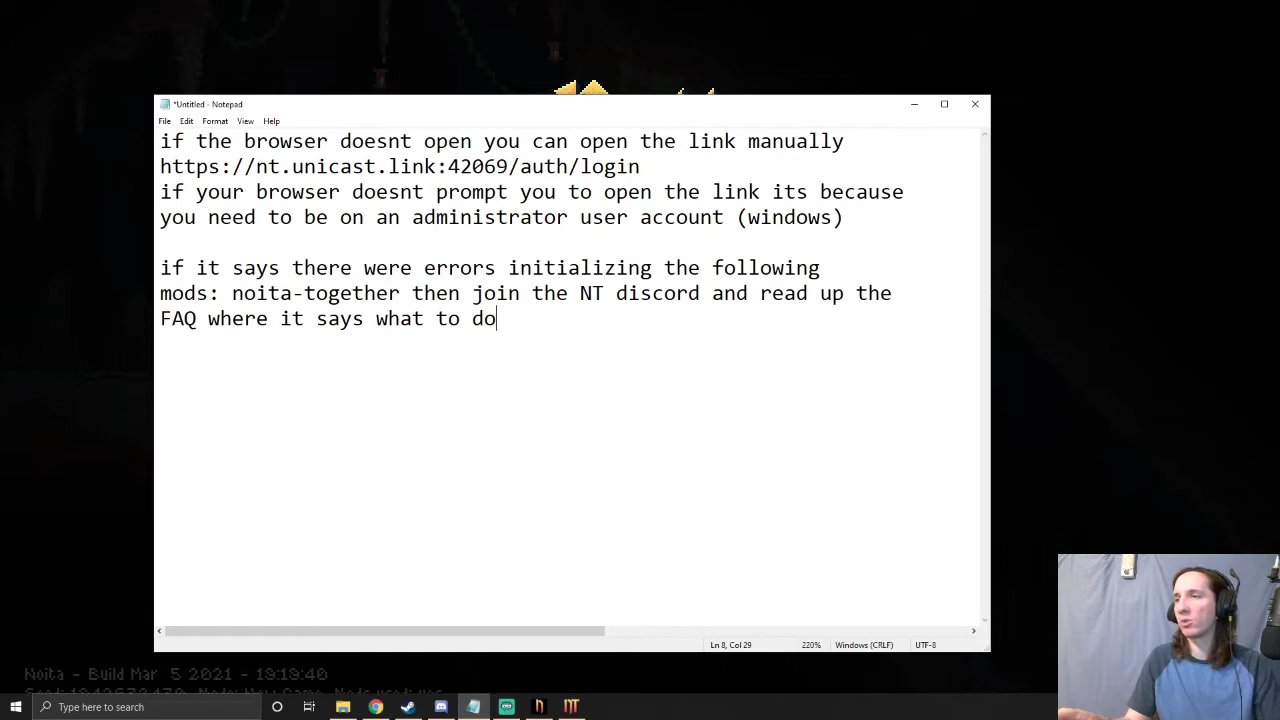 *Untitled - Notepad
File Edit Format View Help
if the browser doesnt open you can open the link manually
https://nt.unicast.link:42069/auth/login
if your browser doesnt prompt you to open the link its because
you need to be on an administrator user account (windows)
if it says there were errors initializing the following
mods: noita-together then join the NT discord and read up the
FAQ where it says what to do
Ln 8, Col 29 220% Windows (CRLF) UTF-8
Noita - Build Mar 5 2021 - 19:19:40
Type here to search